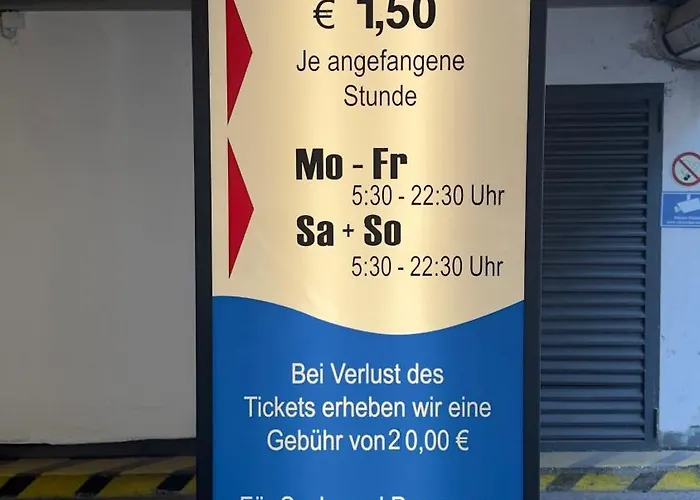 € 1,50
Je angefangene
Stunde
Mo - Fr
5:30 - 22:30 Uhr
Sa + So
5:30 - 22:30 Uhr
Bei Verlust des
Tickets erheben wir eine
Gebühr von 20,00 €